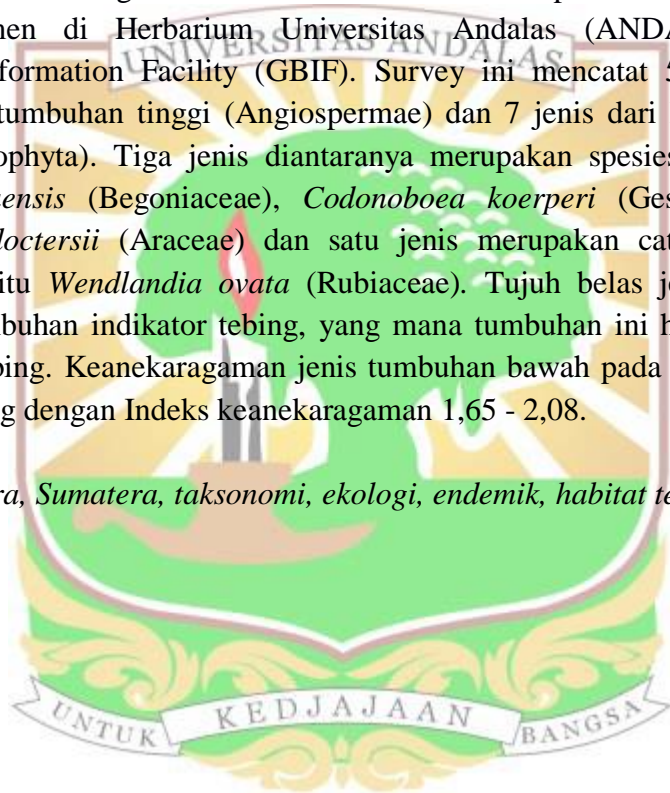 men di Herbarium Universitas Andalas (ANDA
UNIVERSITAS ANDALAS
formation Facility (GBIF). Survey ini mencatat 5
tumbuhan tinggi (Angiospermae) dan 7 jenis dari
ophyta). Tiga jenis diantaranya merupakan spesies
ensis (Begoniaceae), Codonoboea koerperi (Ges
loctersii (Araceae) dan satu jenis merupakan cat
itu Wendlandia ovata (Rubiaceae). Tujuh belas je
buhan indikator tebing, yang mana tumbuhan ini h
bing. Keanekaragaman jenis tumbuhan bawah pada
g dengan Indeks keanekaragaman 1,65 - 2,08.
ra, Sumatera, taksonomi, ekologi, endemik, habitat te
UNTUK KEDJAJAAN BANGSA